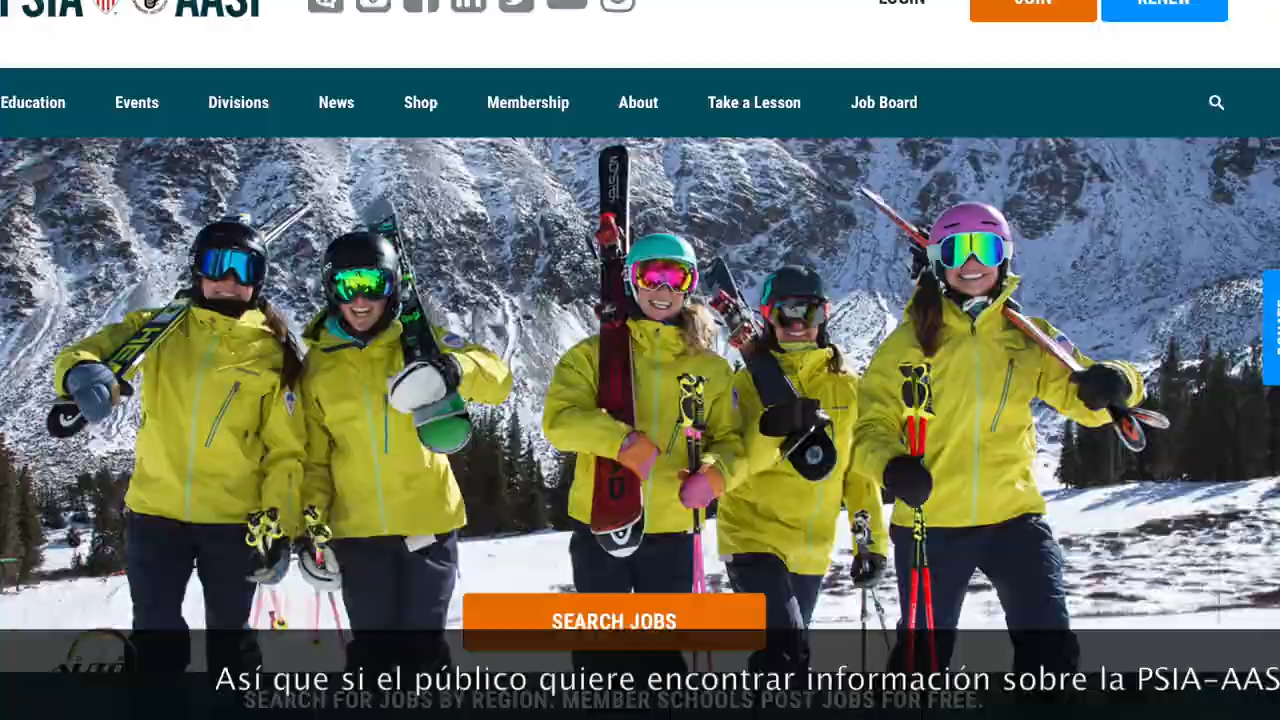 PSIA AASI
LOGIN JOIN RENEW
Education Events Divisions News Shop Membership About Take a Lesson Job Board
SEARCH JOBS
Así que si el público quiere encontrar información sobre la PSIA-AAS
SEARCH FOR JOBS BY REGION. MEMBER SCHOOLS POST JOBS FOR FREE.